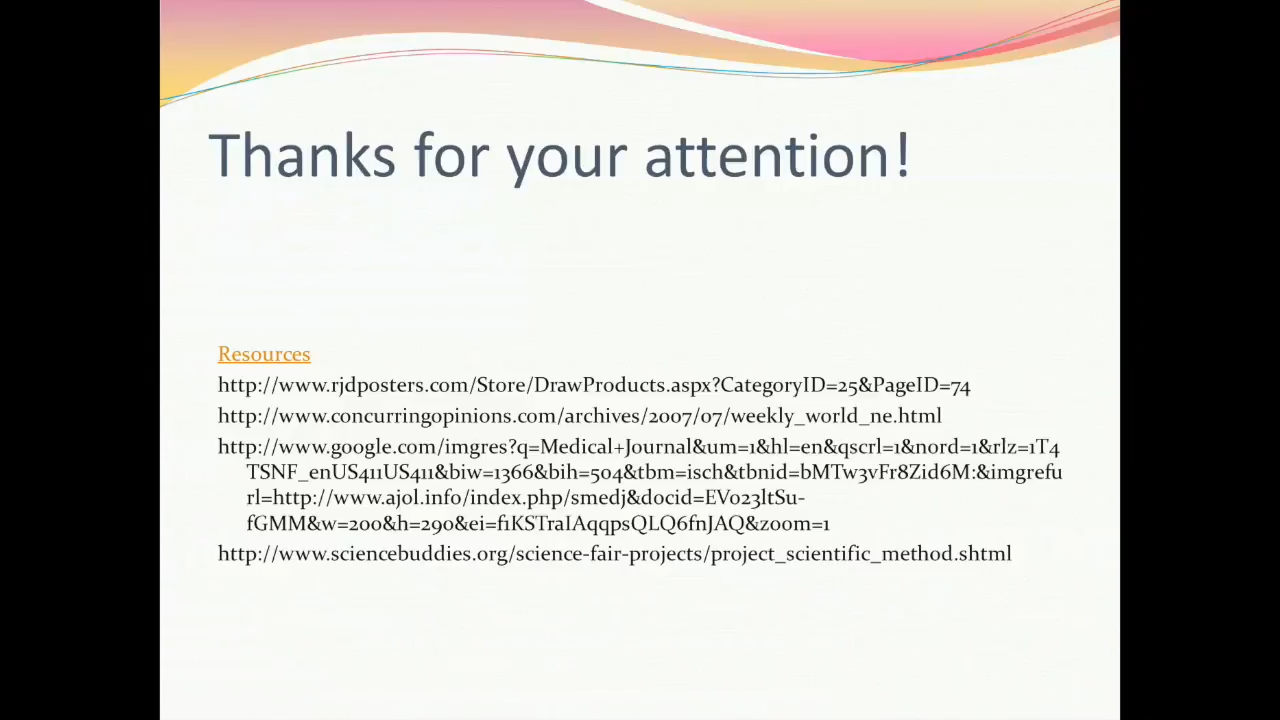 Thanks for your attention!
Resources
http://www.rjdposters.com/Store/DrawProducts.aspx?CategoryID=25&PageID=74
http://www.concurringopinions.com/archives/2007/07/weekly_world_ne.html
http://www.google.com/imgres?q=Medical+Journal&um=1&hl=en&qscrl=1&nord=1&rlz=1T4
TSNF_enUS411US411&biw=1366&bih=504&tbm=isch&tbnid=bMTw3vFr8Zid6M:&imgrefu
rl=http://www.ajol.info/index.php/smedj&docid=EV023ltSu-
fGMM&w=200&h=290&ei=f1KSTraIAqqpsQLQ6fnJAQ&zoom=1
http://www.sciencebuddies.org/science-fair-projects/project_scientific_method.shtml